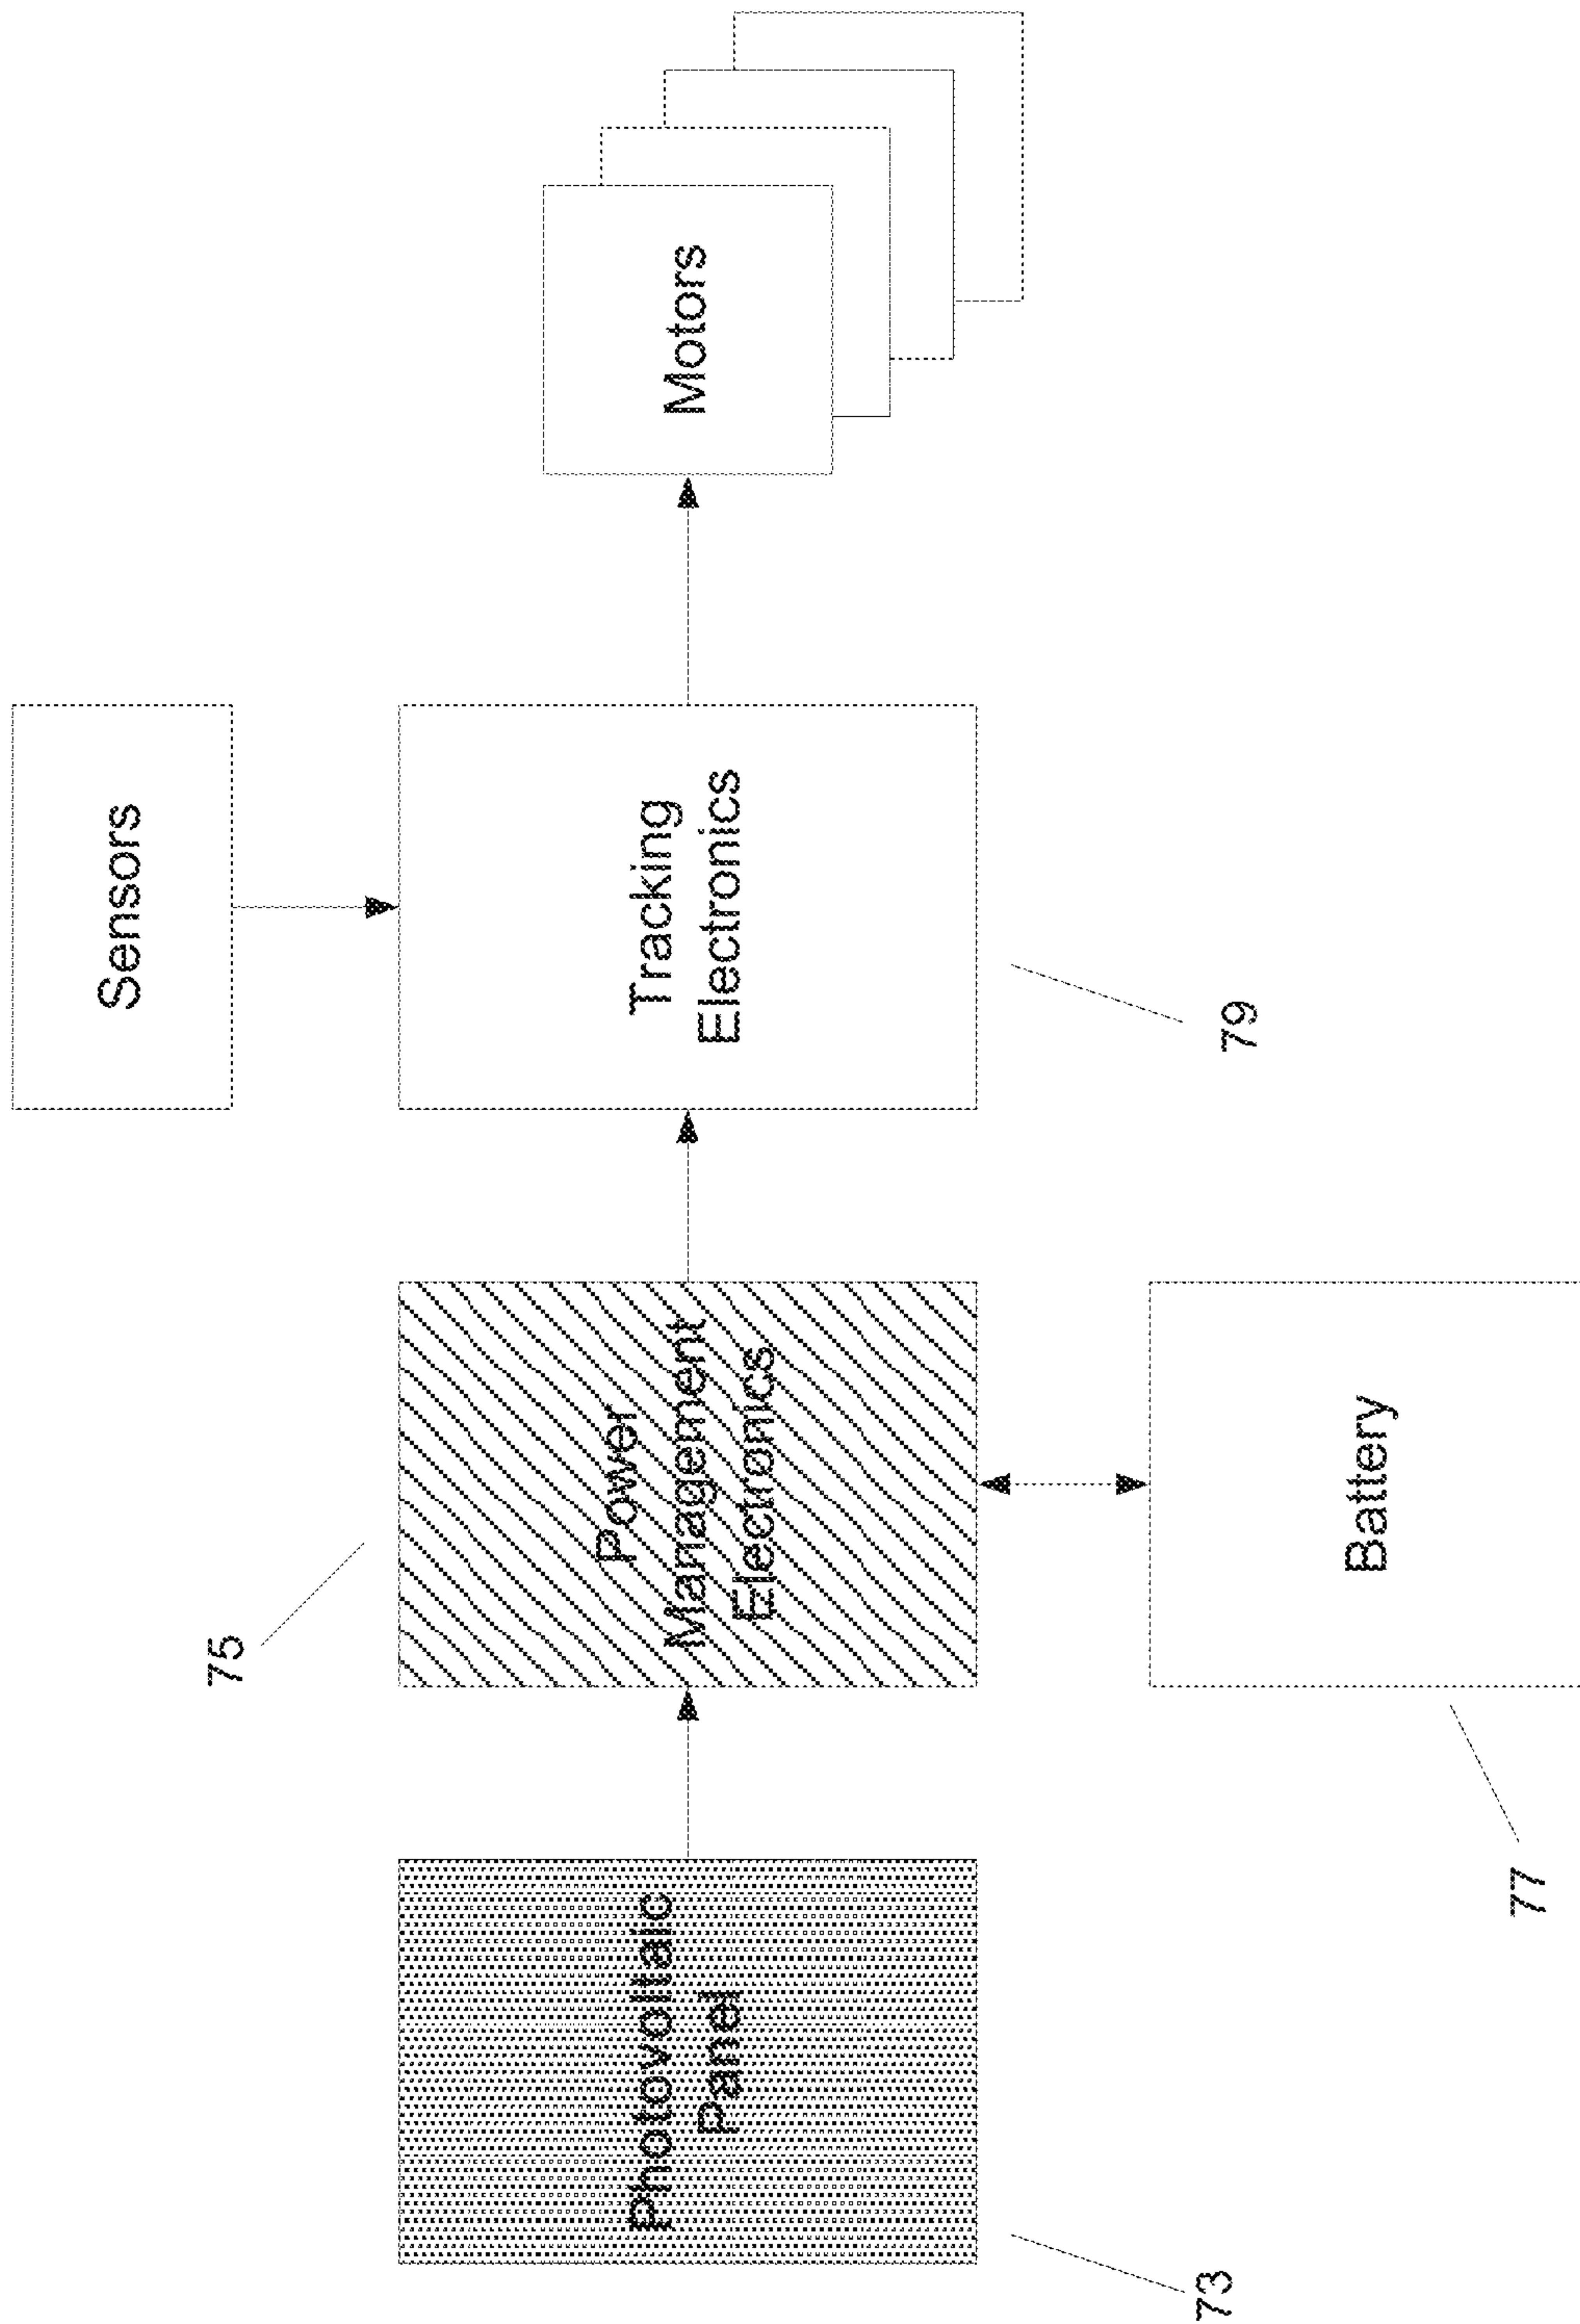 Sensors
Motors
Tracking
Electronics
79
75
Power
Management
Electronics
Battery
77
Photovoltaic
Panel
73